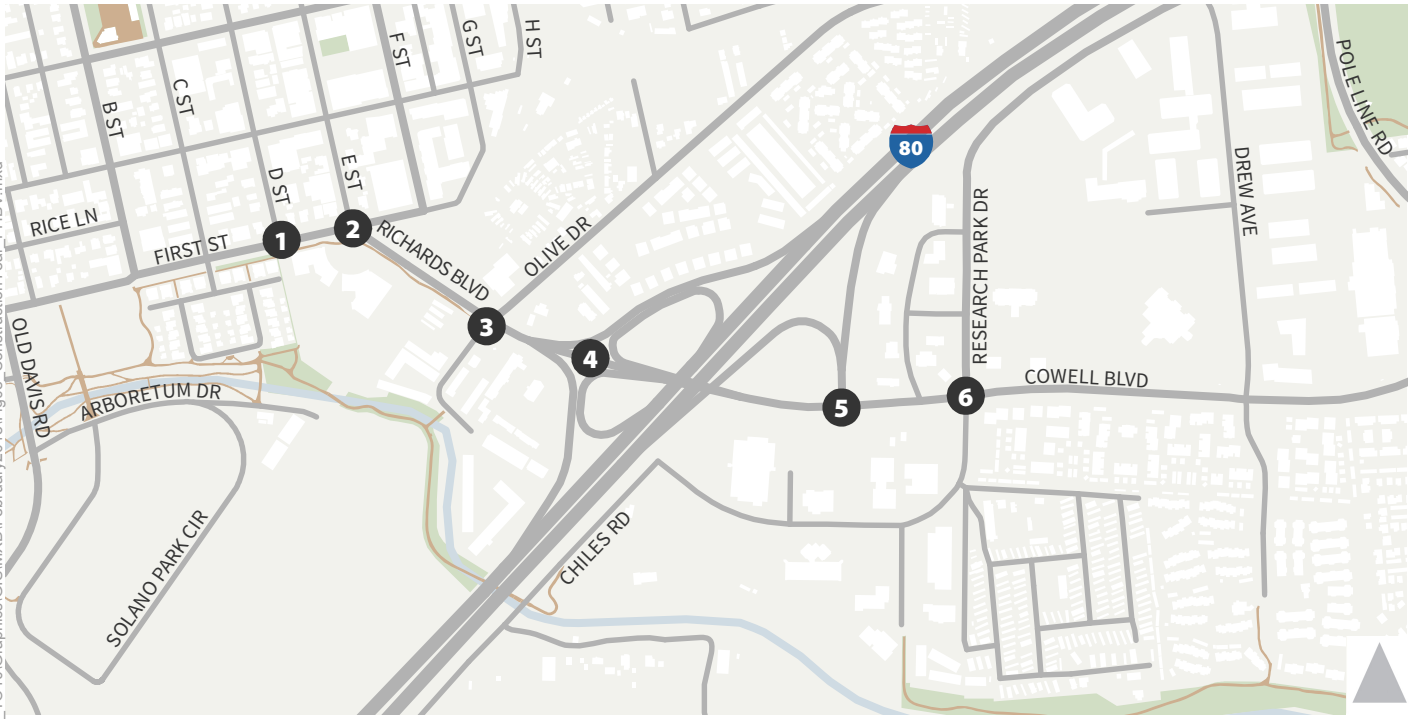 F ST
G ST
H ST
B ST
C ST
D ST
E ST
80
POLE LINE RD
DREW AVE
RESEARCH PARK DR
RICE LN
FIRST ST
1
2
RICHARDS BLVD
OLIVE DR
3
4
5
6
COWELL BLVD
OLD DAVIS RD
ARBORETUM DR
SOLANO PARK CIR
CHILES RD